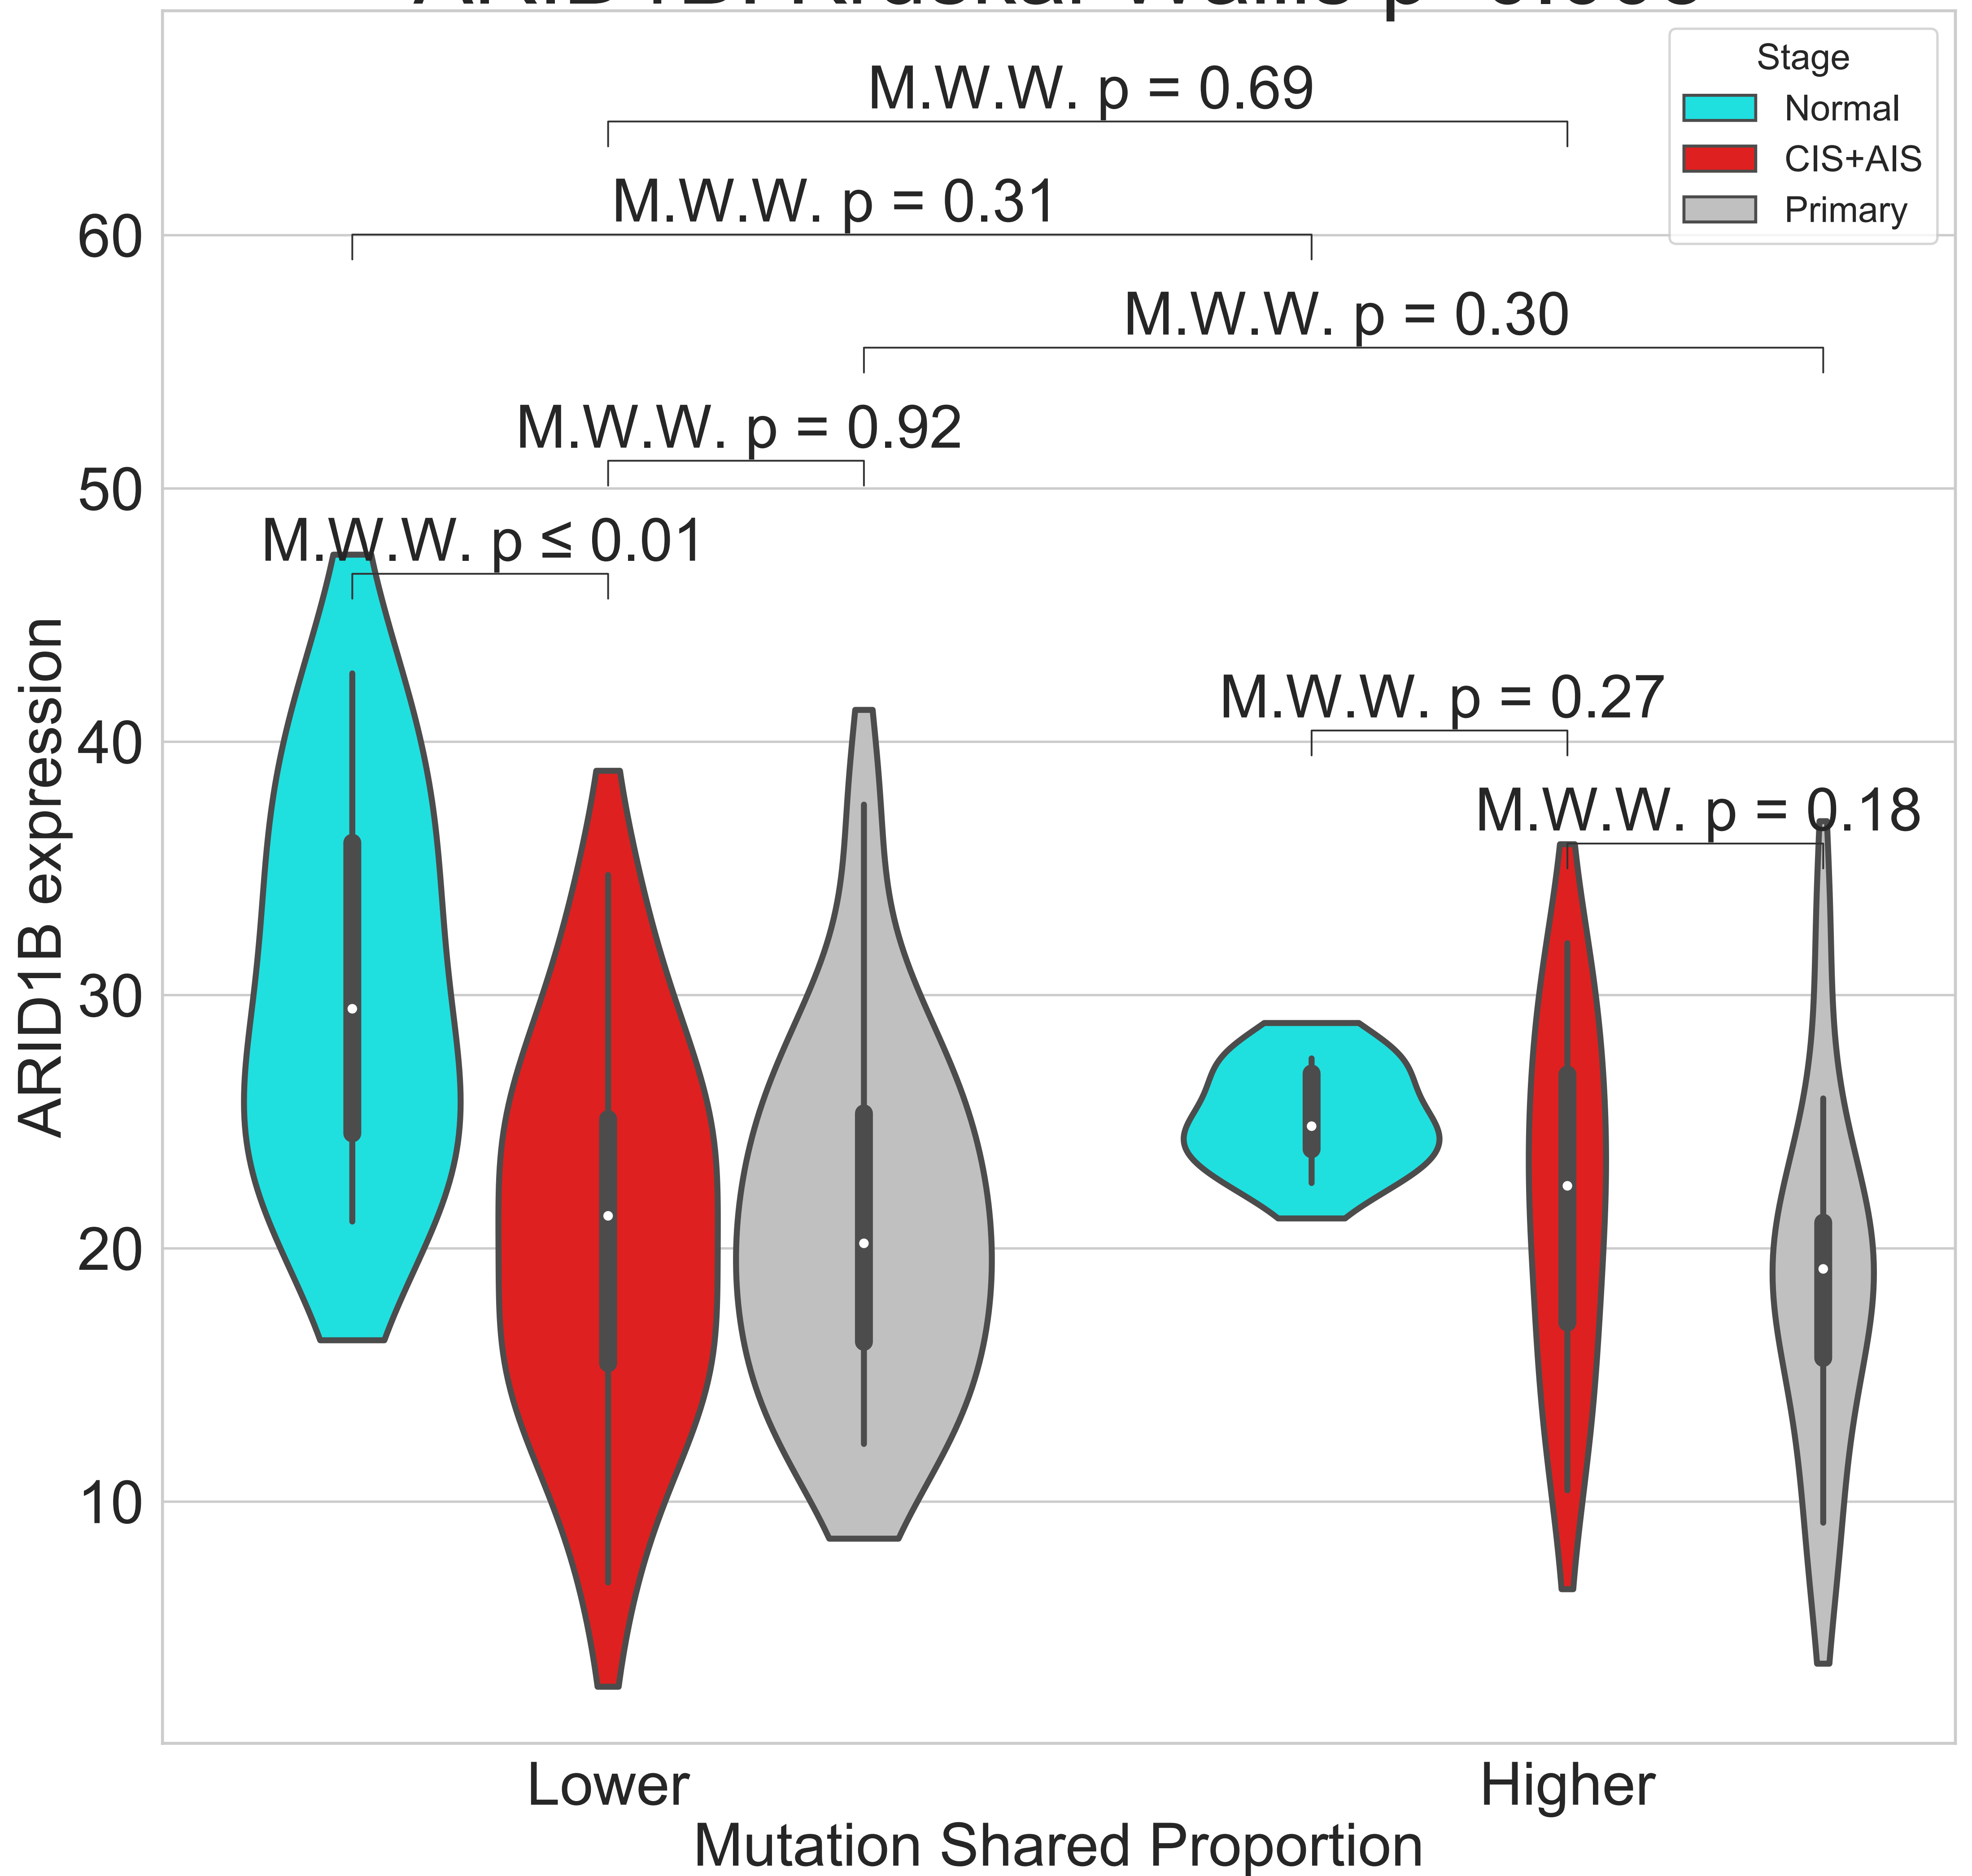 Stage
Normal
CIS+AIS
Primary
M.W.W. p = 0.69
M.W.W. p = 0.31
M.W.W. p = 0.30
M.W.W. p = 0.92
M.W.W. p ≤ 0.01
M.W.W. p = 0.27
M.W.W. p = 0.18
60
50
40
30
20
10
ARID1B expression
Lower
Higher
Mutation Shared Proportion